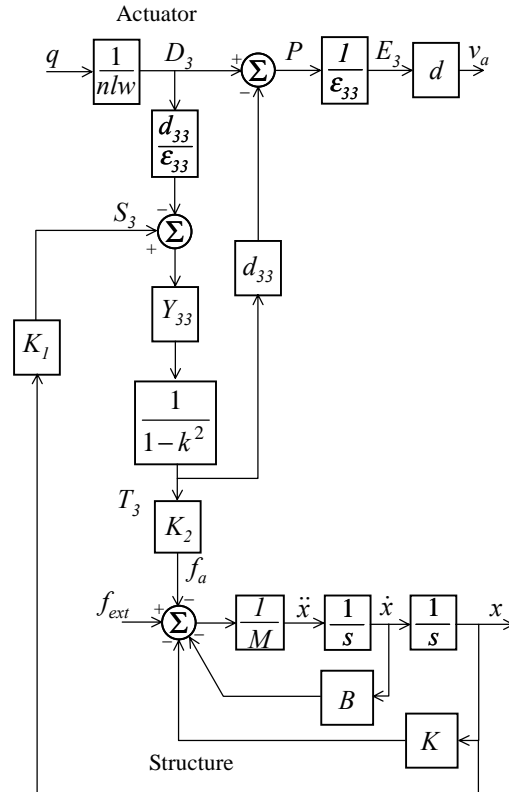 Actuator
q
1
nlw
D3
+
Σ
−
P
1
ε33
E3
d
va
d33
ε33
S3
−
+
Σ
d33
Y33
K1
1
1−k²
T3
K2
fa
fext
+
−
Σ
−
−
1
M
ẍ
1
s
ẋ
1
s
x
B
K
Structure